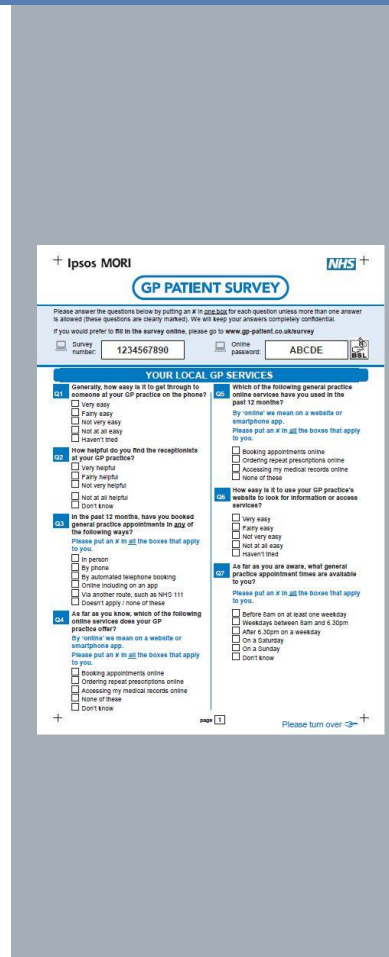 Ipsos MORI
NHS
GP PATIENT SURVEY
Please answer the questions below by putting an x in one box for each question unless more than one answer
is allowed (these questions are clearly marked). We will keep your answers completely confidential.
If you would prefer to fill in the survey online, please go to www.gp-patient.co.uk/survey
Survey
number:
1234567890
Online
password:
ABCDE
BSL
YOUR LOCAL GP SERVICES
Q1
Generally, how easy is it to get through to
someone at your GP practice on the phone?
Very easy
Fairly easy
Not very easy
Not at all easy
Haven't tried
Q2
How helpful do you find the receptionists
at your GP practice?
Very helpful
Fairly helpful
Not very helpful
Not at all helpful
Don't know
Q3
In the past 12 months, have you booked
general practice appointments in any of
the following ways?
Please put an x in all the boxes that apply
to you.
In person
By phone
By automated telephone booking
Online including on an app
Via another route, such as NHS 111
Doesn't apply / none of these
Q4
As far as you know, which of the following
online services does your GP
practice offer?
By 'online' we mean on a website or
smartphone app.
Please put an x in all the boxes that apply
to you.
Booking appointments online
Ordering repeat prescriptions online
Accessing my medical records online
None of these
Don't know
Q5
Which of the following general practice
online services have you used in the
past 12 months?
By 'online' we mean on a website or
smartphone app.
Please put an x in all the boxes that apply
to you.
Booking appointments online
Ordering repeat prescriptions online
Accessing my medical records online
None of these
Q6
How easy is it to use your GP practice's
website to look for information or access
services?
Very easy
Fairly easy
Not very easy
Not at all easy
Haven't tried
Q7
As far as you are aware, what general
practice appointment times are available
to you?
Please put an x in all the boxes that apply
to you.
Before 8am on at least one weekday
Weekdays between 8am and 6.30pm
After 6.30pm on a weekday
On a Saturday
On a Sunday
Don't know
page 1
Please turn over